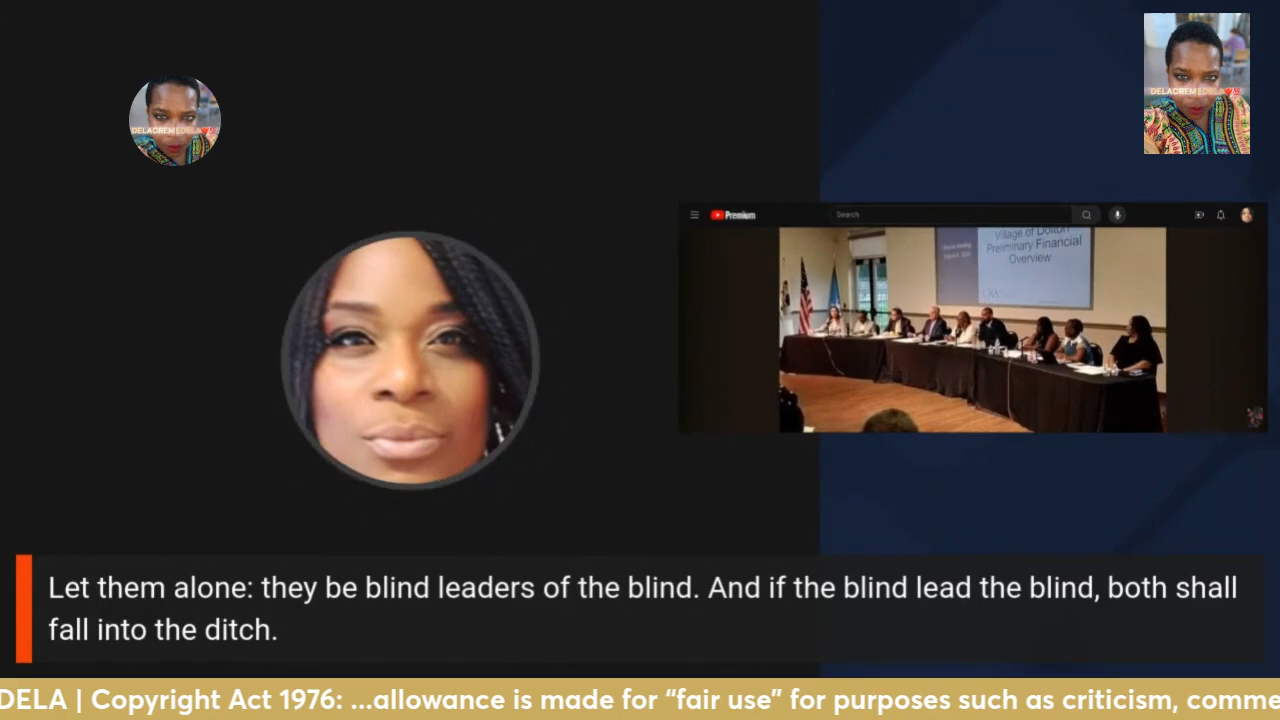 DELACREMEDELA
DELACREMEDELA
Premium
Search
Village of Dolton
Preliminary Financial
Overview
Let them alone: they be blind leaders of the blind. And if the blind lead the blind, both shall
fall into the ditch.
DELA | Copyright Act 1976: ...allowance is made for “fair use” for purposes such as criticism, comme